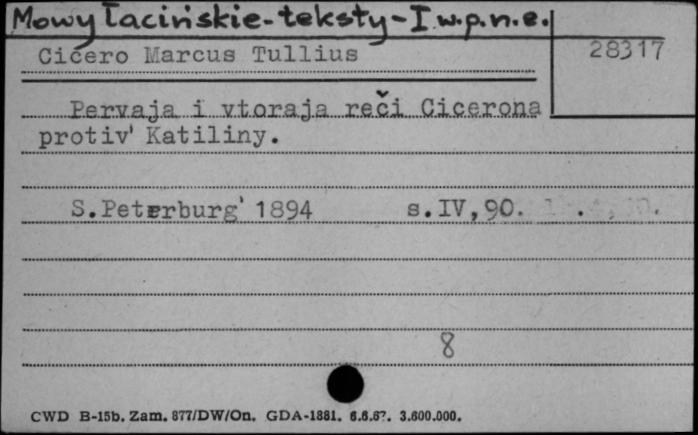 Mowy łacińskie-teksty-I w.p.n.e.
Cicero Marcus Tullius
28317
Pervaja i vtoraja reči Cicerona
protiv' Katiliny.
S.Peterburg' 1894 s.IV,90.
8
CWD B-15b. Zam. 877/DW/On. GDA-1881. 6.6.67. 3.600.000.